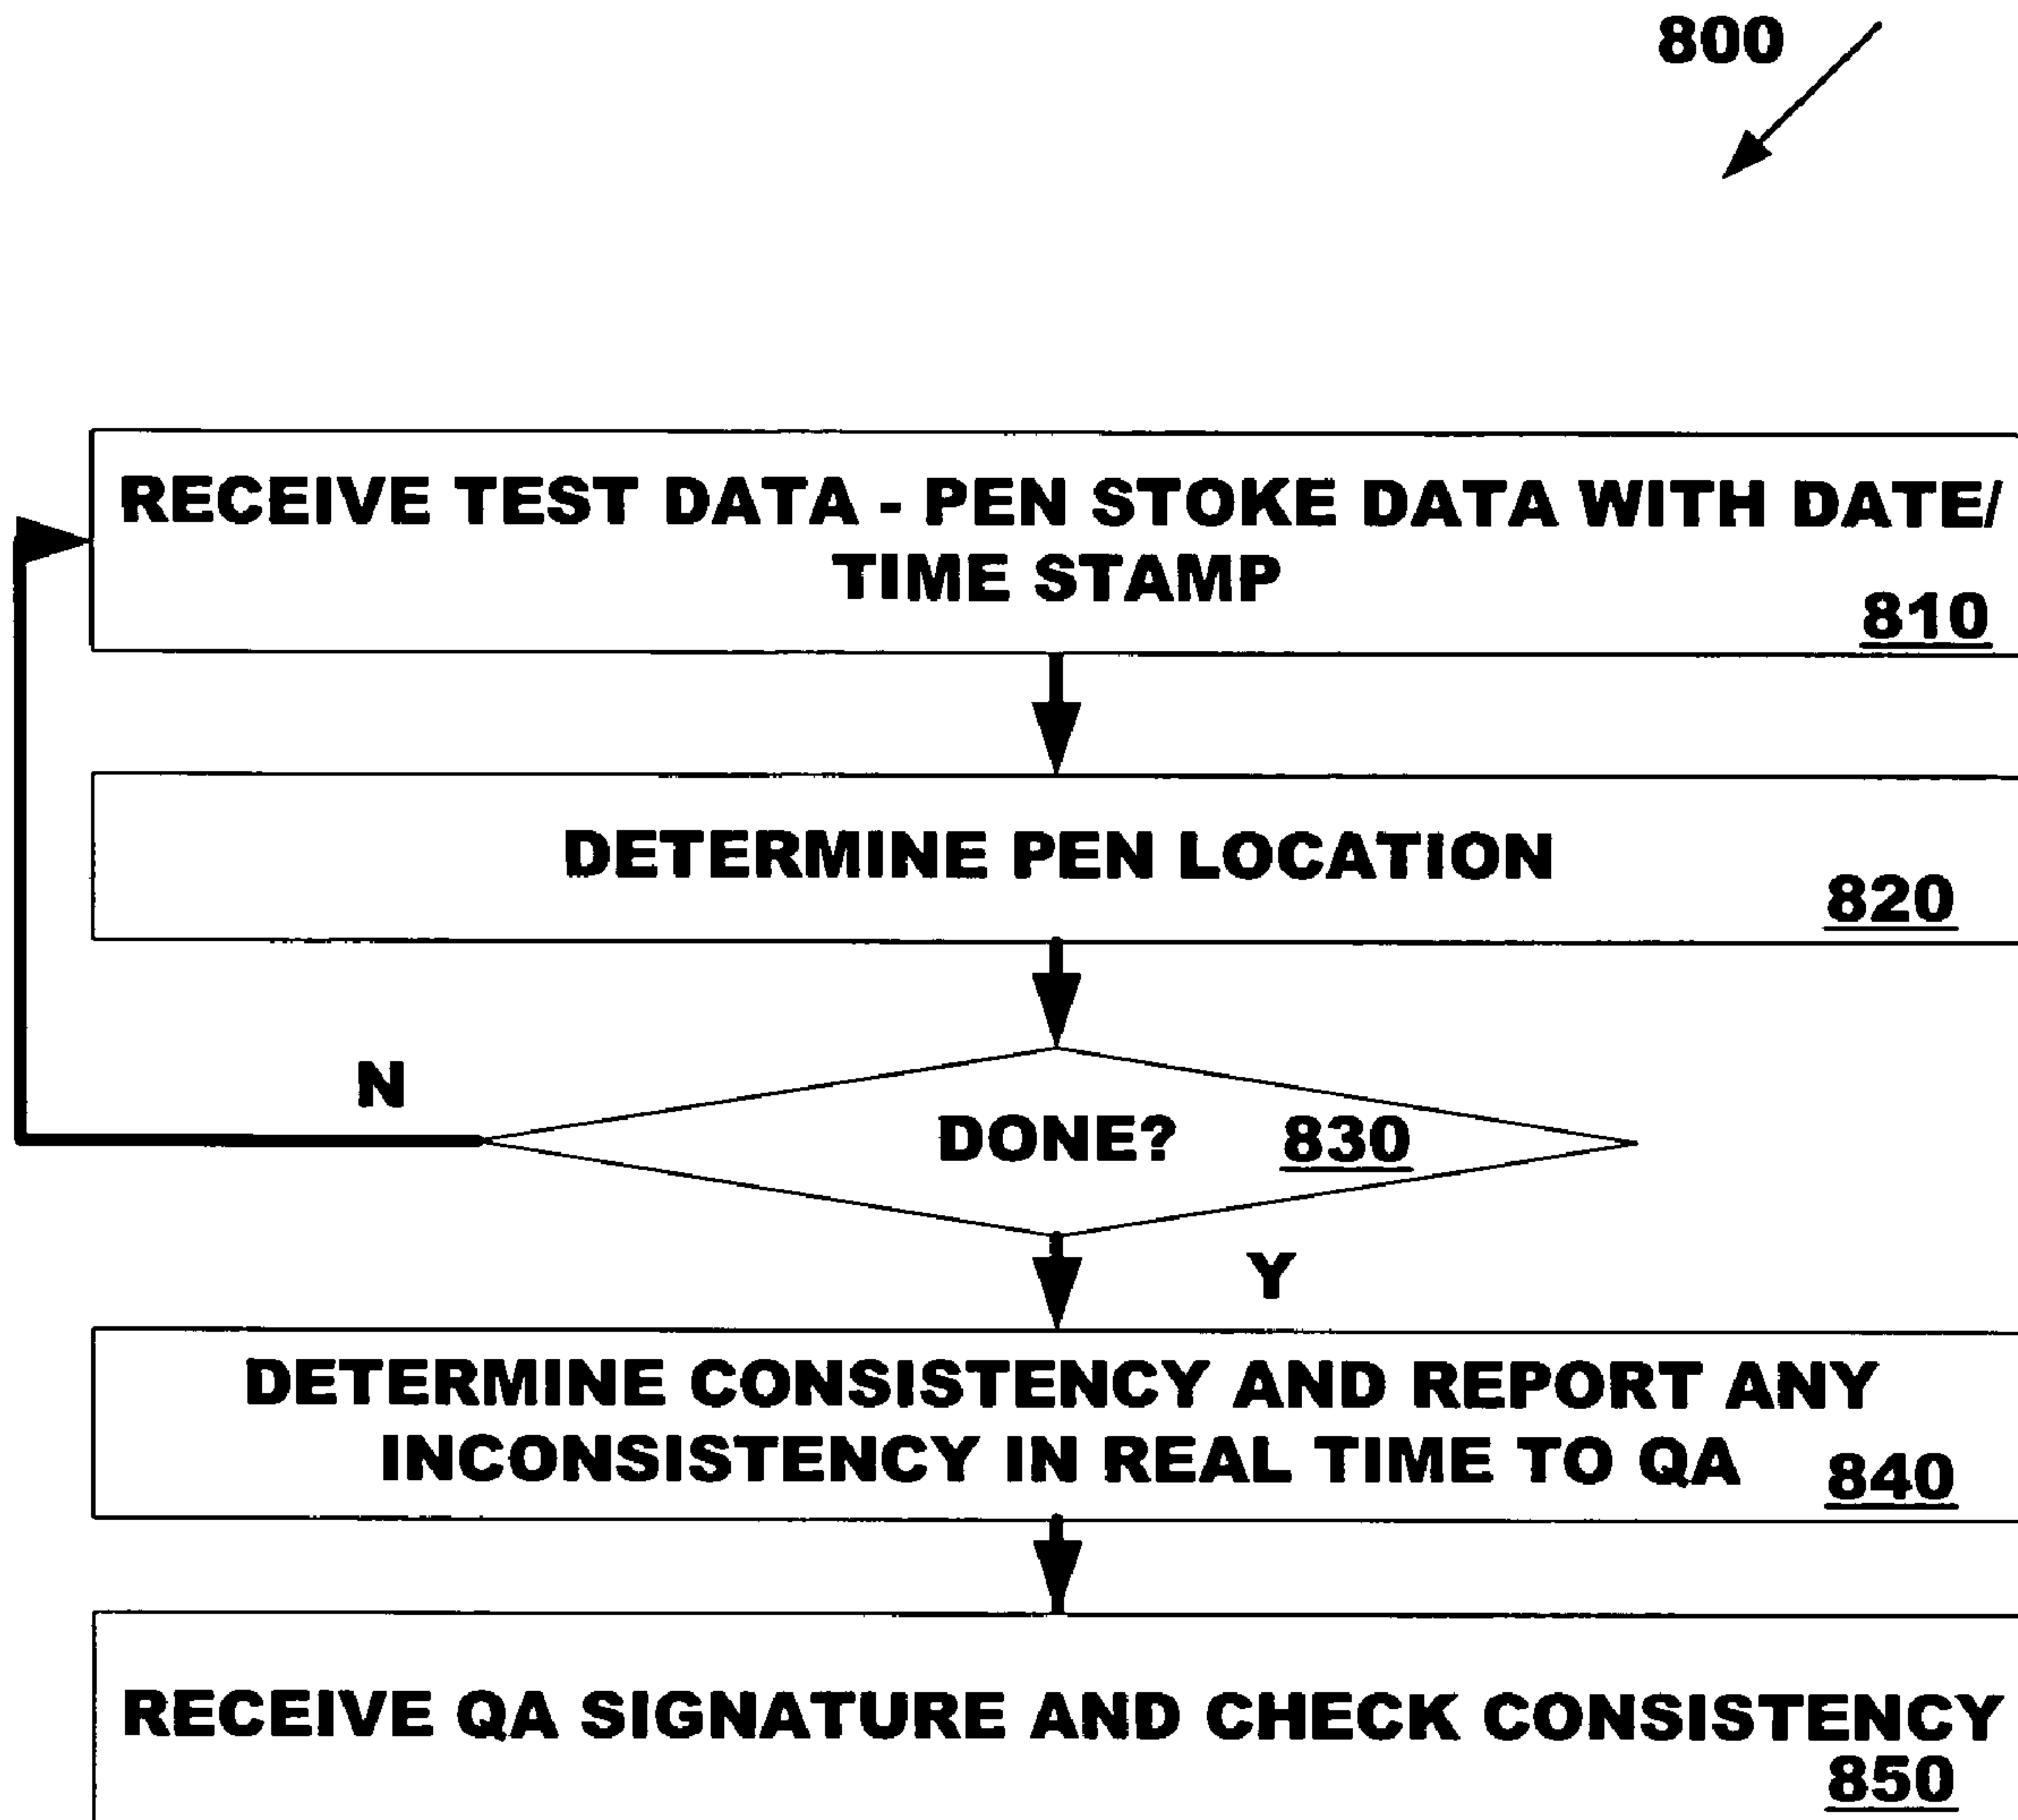 800
RECEIVE TEST DATA - PEN STOKE DATA WITH DATE/
TIME STAMP
810
DETERMINE PEN LOCATION
820
N
DONE? 830
Y
DETERMINE CONSISTENCY AND REPORT ANY
INCONSISTENCY IN REAL TIME TO QA
840
RECEIVE QA SIGNATURE AND CHECK CONSISTENCY
850